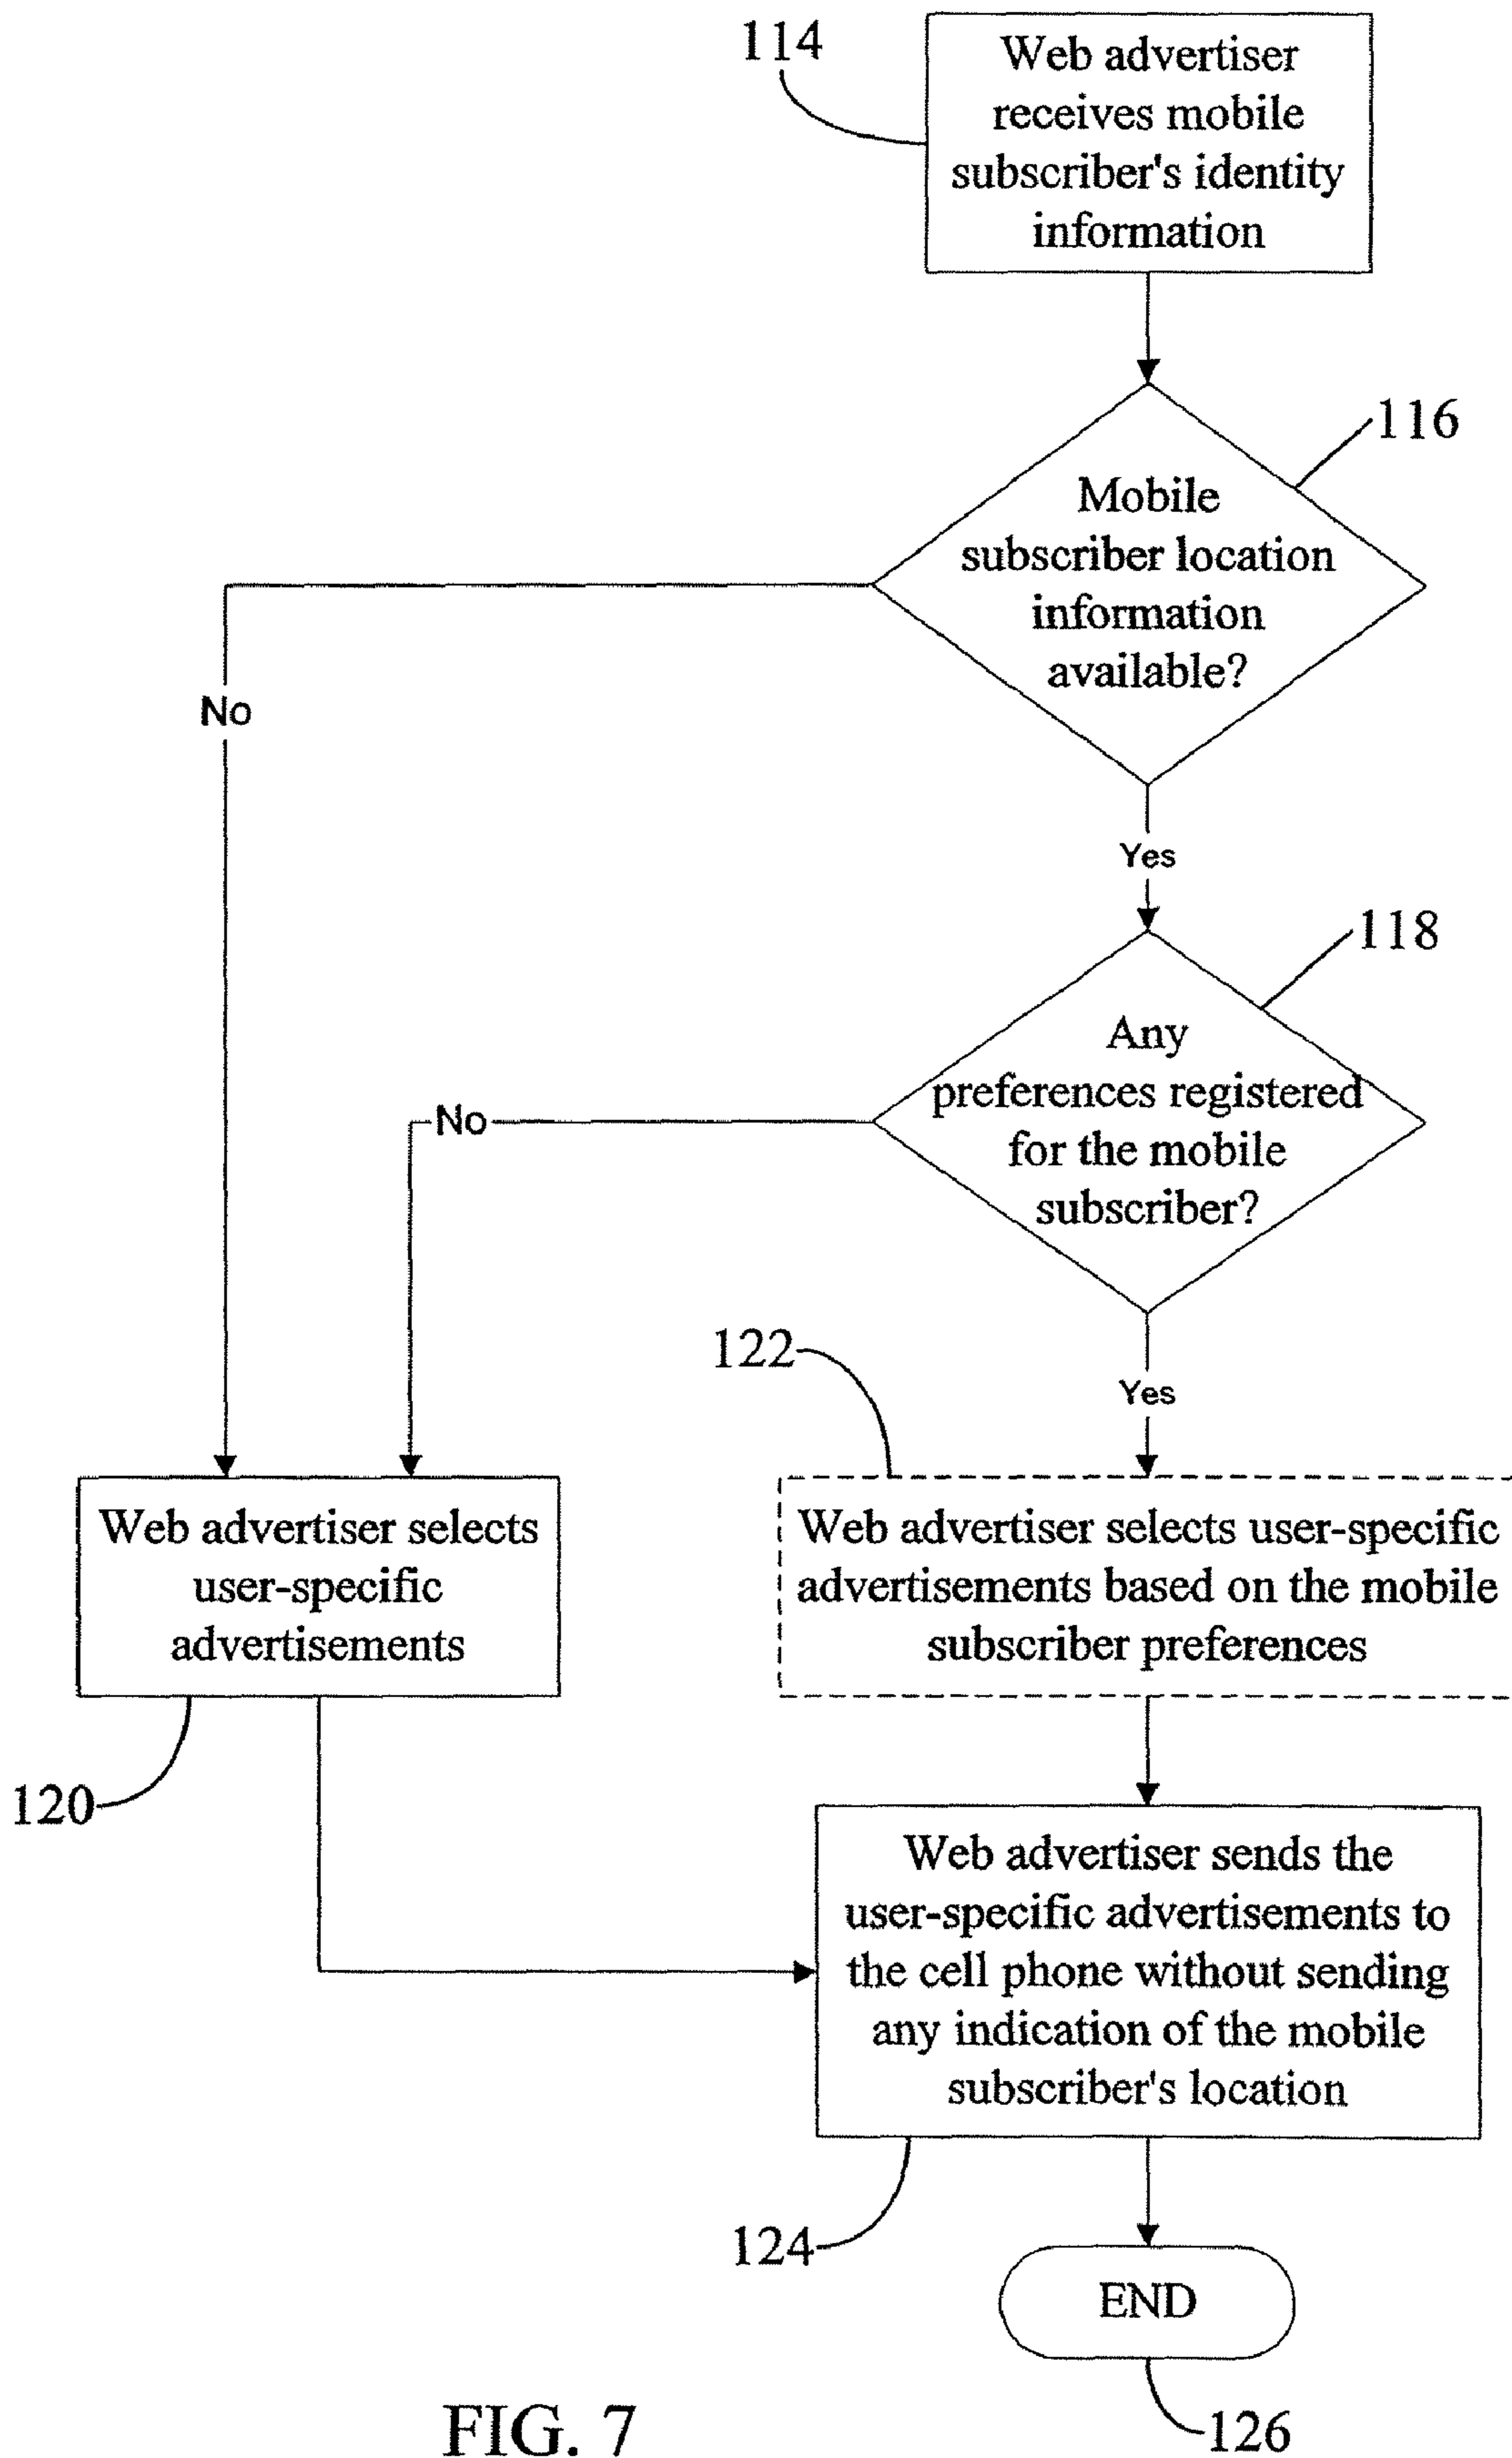 114
Web advertiser
receives mobile
subscriber's identity
information
116
Mobile
subscriber location
information
available?
No
Yes
118
Any
preferences registered
for the mobile
subscriber?
No
Yes
122
Web advertiser selects
user-specific
advertisements
Web advertiser selects user-specific
advertisements based on the mobile
subscriber preferences
120
Web advertiser sends the
user-specific advertisements to
the cell phone without sending
any indication of the mobile
subscriber's location
124
END
126
FIG. 7